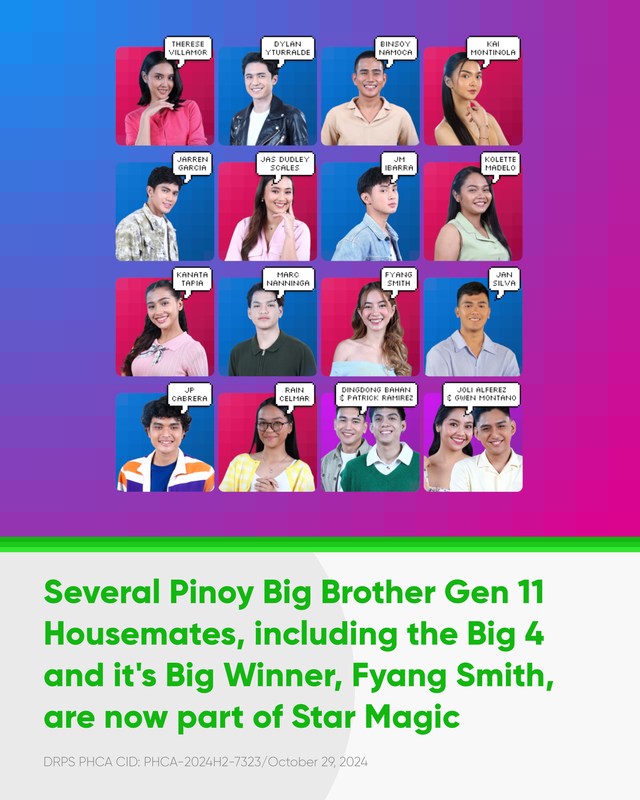 THERESE
VILLAMOR
DYLAN
YTURRALDE
BINSOY
NAMOCA
KAI
MONTINOLA
JARREN
GARCIA
JAS DUDLEY
SCALES
JM
IBARRA
KOLETTE
MADELO
KANATA
TAPIA
MARC
NANNINGA
FYANG
SMITH
JAN
SILVA
JP
CABRERA
RAIN
CELMAR
DINGDONG BAHAN
& PATRICK RAMIREZ
JOLI ALFEREZ
& GWEN MONTANO
Several Pinoy Big Brother Gen 11
Housemates, including the Big 4
and it's Big Winner, Fyang Smith,
are now part of Star Magic
DRPS PHCA CID: PHCA-2024H2-7323/October 29, 2024